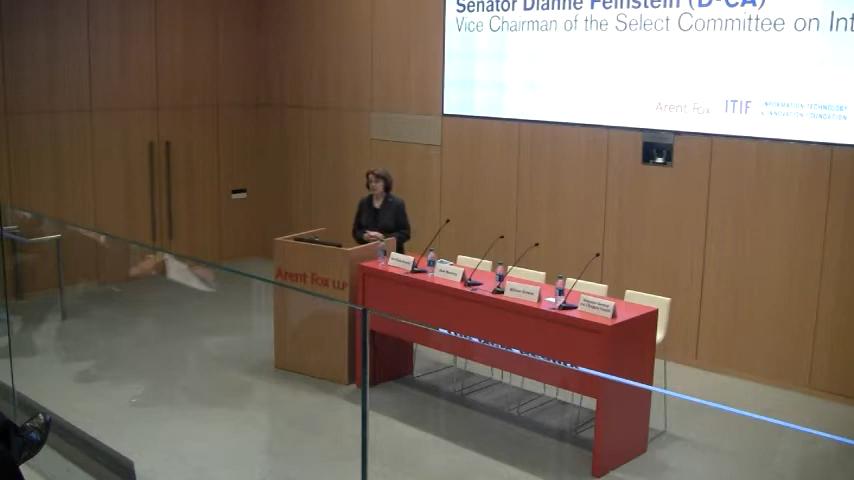 Senator Dianne Feinstein (D-CA)
Vice Chairman of the Select Committee on Int
Arent Fox
ITIF
INFORMATION TECHNOLOGY
& INNOVATION FOUNDATION
Arent Fox LLP